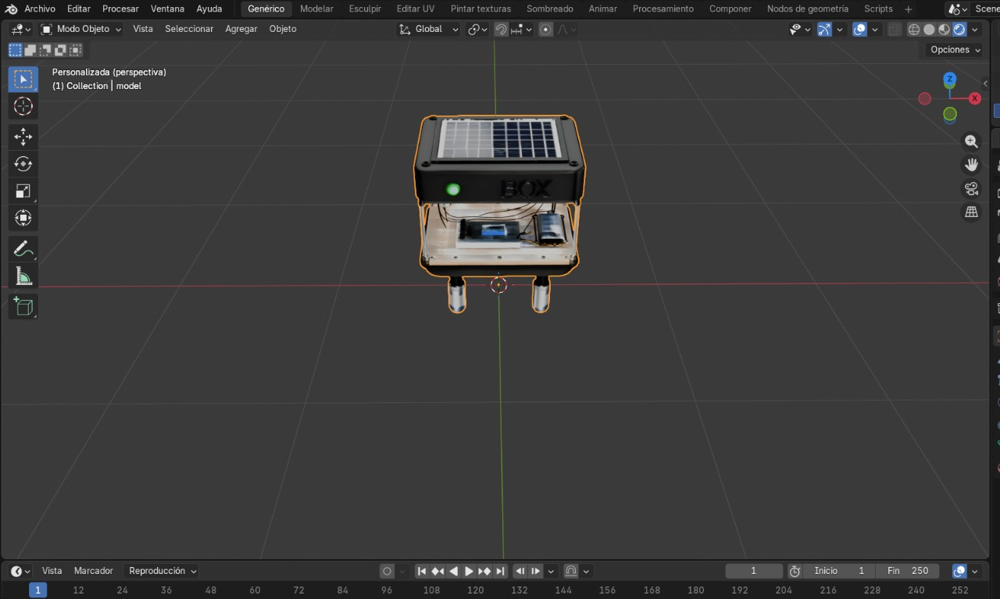 Archivo Editar Procesar Ventana Ayuda Genérico Modelar Esculpir Editar UV Pintar texturas Sombreado Animar Procesamiento Componer Nodos de geometría Scripts + Scene
Modo Objeto Vista Seleccionar Agregar Objeto Global
Opciones
Personalizada (perspectiva)
(1) Collection | model
Z
X
BOX
Vista Marcador Reproducción 1 Inicio 1 Fin 250
1 12 24 36 48 60 72 84 96 108 120 132 144 156 168 180 192 204 216 228 240 252